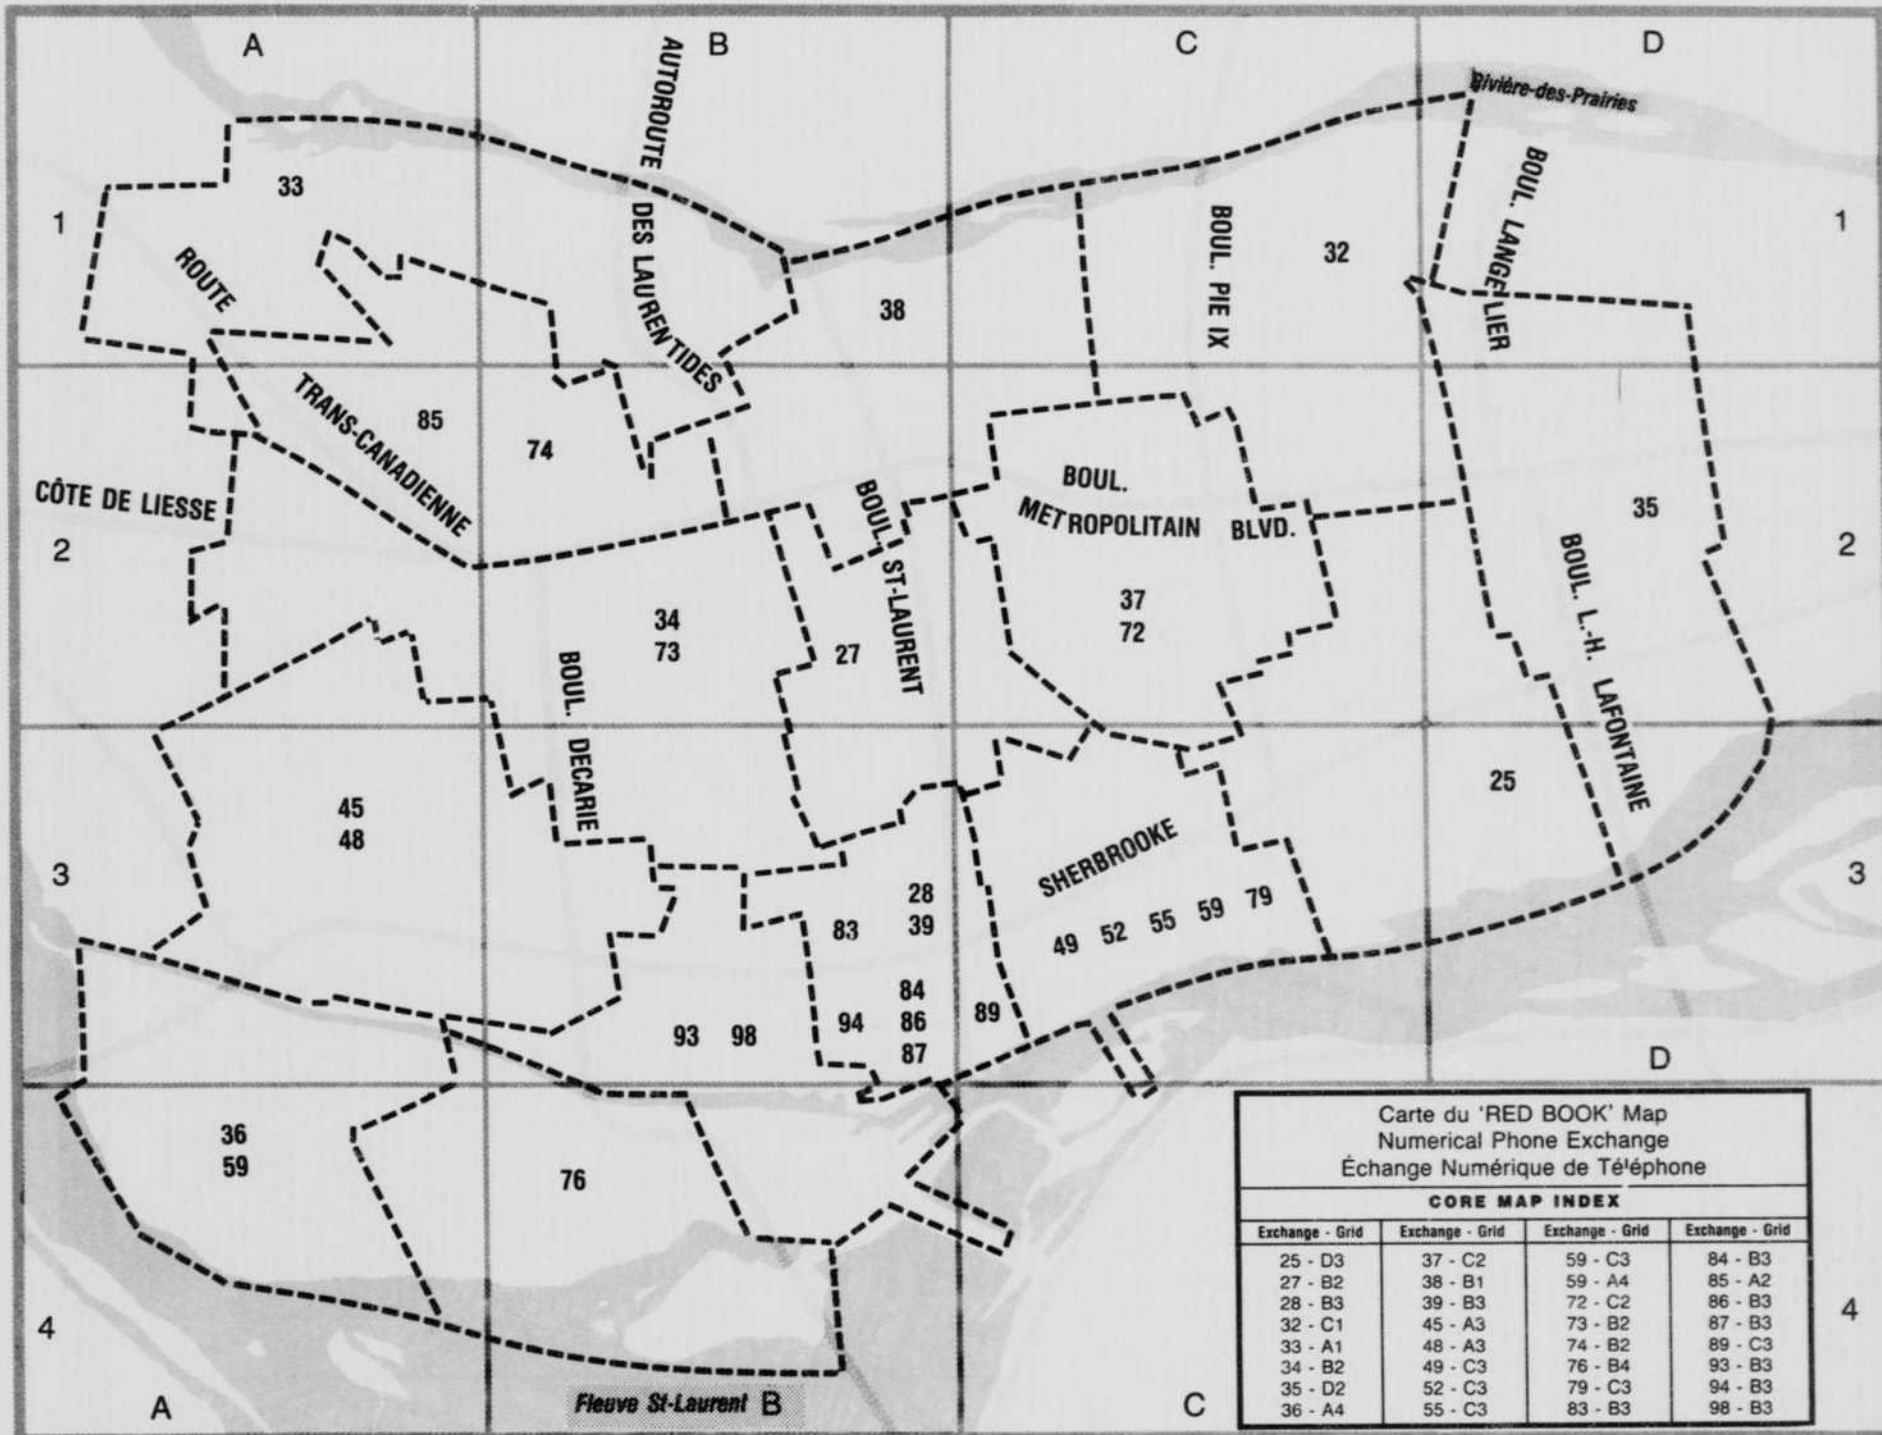 A B C D
AUTOROUTE DES LAURENTIDES
Rivière-des-Prairies
33
1
ROUTE TRANS-CANADIENNE
BOUL. PIE IX
32
BOUL. LANGELIER
1
38
85
74
CÔTE DE LIESSE
2
BOUL. ST-LAURENT
BOUL.
METROPOLITAIN BLVD.
35
2
BOUL. L.-H. LAFONTAINE
34
73
27
37
72
BOUL. DECARIE
45
48
3
25
SHERBROOKE
3
28
39
83
49 52 55 59 79
84
86
87
94
89
93 98
D
36
59
76
4
4
A
Fleuve St-Laurent B
C
Carte du 'RED BOOK' Map
Numerical Phone Exchange
Échange Numérique de Téléphone
CORE MAP INDEX
Exchange - Grid Exchange - Grid Exchange - Grid Exchange - Grid
25 - D3 37 - C2 59 - C3 84 - B3
27 - B2 38 - B1 59 - A4 85 - A2
28 - B3 39 - B3 72 - C2 86 - B3
32 - C1 45 - A3 73 - B2 87 - B3
33 - A1 48 - A3 74 - B2 89 - C3
34 - B2 49 - C3 76 - B4 93 - B3
35 - D2 52 - C3 79 - C3 94 - B3
36 - A4 55 - C3 83 - B3 98 - B3